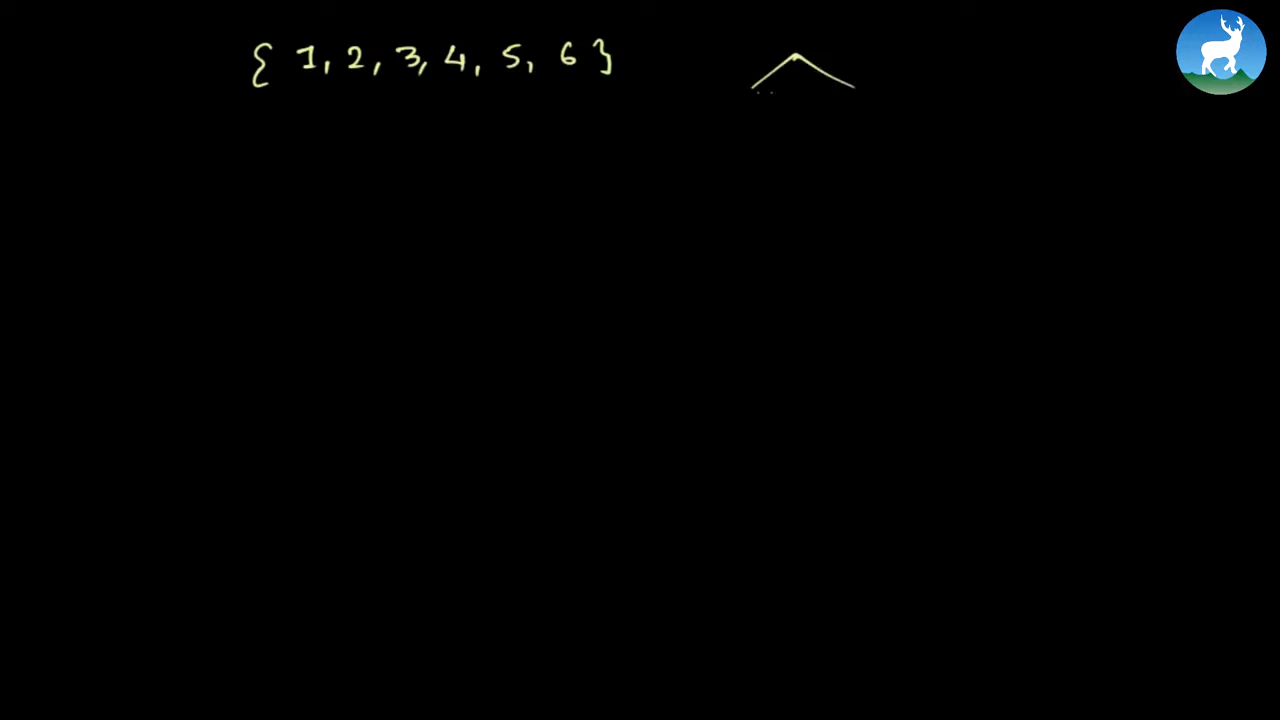 { 1, 2, 3, 4, 5, 6 }